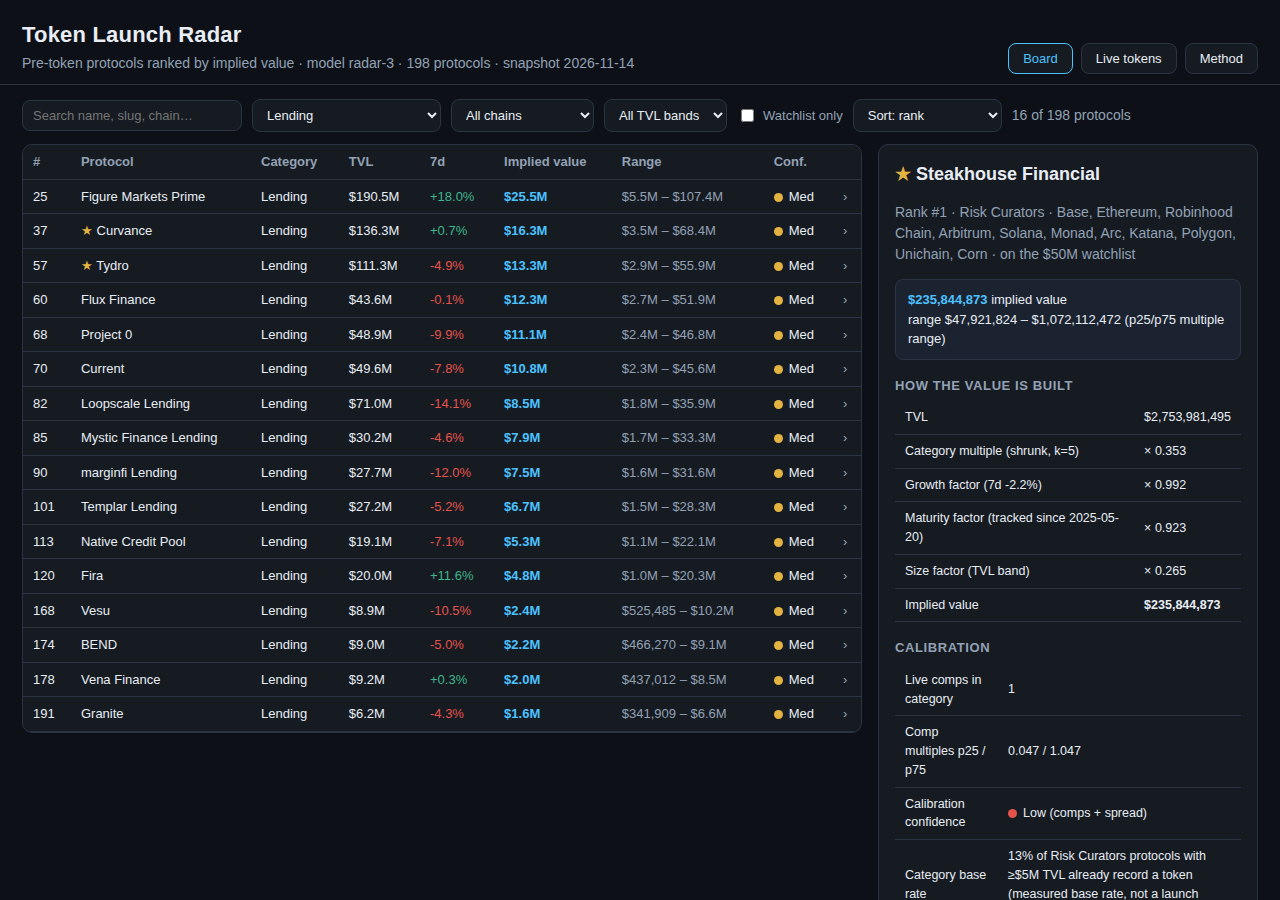 Token Launch Radar
Pre-token protocols ranked by implied value · model radar-3 · 198 protocols · snapshot 2026-11-14
Board
Live tokens
Method
Search name, slug, chain…
Lending
All chains
All TVL bands
Watchlist only
Sort: rank
16 of 198 protocols
# Protocol Category TVL 7d Implied value Range Conf.
25 Figure Markets Prime Lending $190.5M +18.0% $25.5M $5.5M – $107.4M Med ›
37 ★ Curvance Lending $136.3M +0.7% $16.3M $3.5M – $68.4M Med ›
57 ★ Tydro Lending $111.3M -4.9% $13.3M $2.9M – $55.9M Med ›
60 Flux Finance Lending $43.6M -0.1% $12.3M $2.7M – $51.9M Med ›
68 Project 0 Lending $48.9M -9.9% $11.1M $2.4M – $46.8M Med ›
70 Current Lending $49.6M -7.8% $10.8M $2.3M – $45.6M Med ›
82 Loopscale Lending Lending $71.0M -14.1% $8.5M $1.8M – $35.9M Med ›
85 Mystic Finance Lending Lending $30.2M -4.6% $7.9M $1.7M – $33.3M Med ›
90 marginfi Lending Lending $27.7M -12.0% $7.5M $1.6M – $31.6M Med ›
101 Templar Lending Lending $27.2M -5.2% $6.7M $1.5M – $28.3M Med ›
113 Native Credit Pool Lending $19.1M -7.1% $5.3M $1.1M – $22.1M Med ›
120 Fira Lending $20.0M +11.6% $4.8M $1.0M – $20.3M Med ›
168 Vesu Lending $8.9M -10.5% $2.4M $525,485 – $10.2M Med ›
174 BEND Lending $9.0M -5.0% $2.2M $466,270 – $9.1M Med ›
178 Vena Finance Lending $9.2M +0.3% $2.0M $437,012 – $8.5M Med ›
191 Granite Lending $6.2M -4.3% $1.6M $341,909 – $6.6M Med ›
★ Steakhouse Financial
Rank #1 · Risk Curators · Base, Ethereum, Robinhood
Chain, Arbitrum, Solana, Monad, Arc, Katana, Polygon,
Unichain, Corn · on the $50M watchlist
$235,844,873 implied value
range $47,921,824 – $1,072,112,472 (p25/p75 multiple
range)
HOW THE VALUE IS BUILT
TVL $2,753,981,495
Category multiple (shrunk, k=5) × 0.353
Growth factor (7d -2.2%) × 0.992
Maturity factor (tracked since 2025-05-
20) × 0.923
Size factor (TVL band) × 0.265
Implied value $235,844,873
CALIBRATION
Live comps in
category 1
Comp
multiples p25 /
p75 0.047 / 1.047
Calibration
confidence Low (comps + spread)
Category base
rate
13% of Risk Curators protocols with
≥$5M TVL already record a token
(measured base rate, not a launch